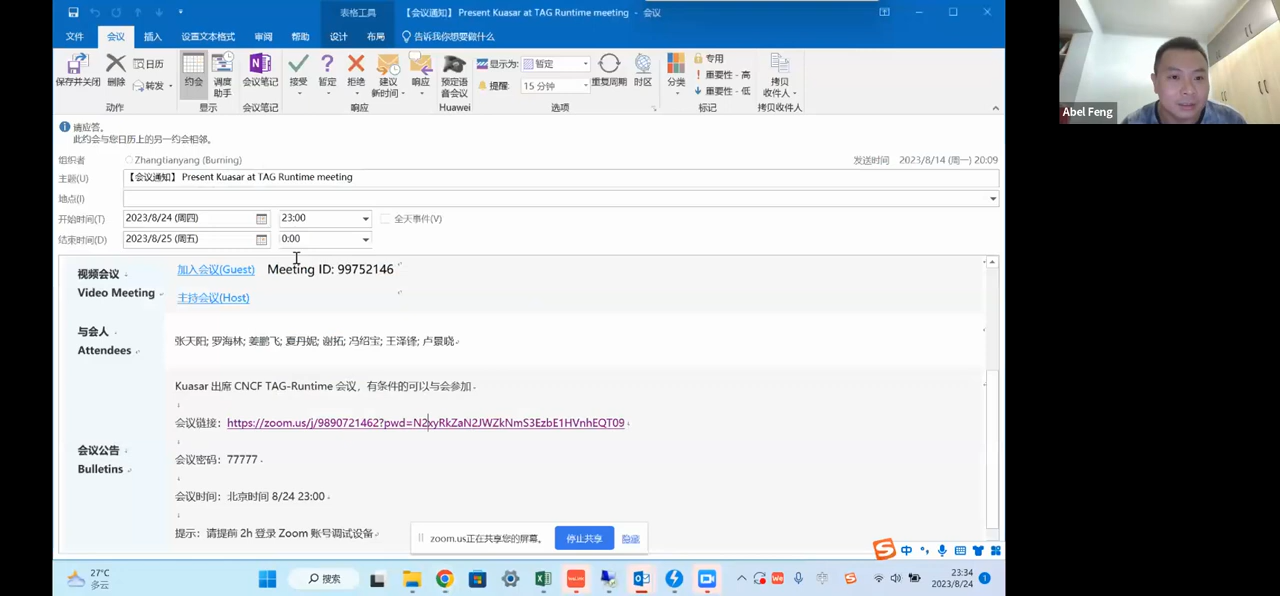 表格工具
【会议通知】 Present Kuasar at TAG Runtime meeting - 会议
文件 会议 插入 设置文本格式 审阅 帮助 设计 布局 告诉我你想要做什么
保存并关闭 删除 日历 转发
动作
约会 调度助手
显示
会议笔记
会议笔记
接受 暂定 拒绝 建议新时间 响应
响应
预定语音会议
Huawei
显示为: 暂定
提醒: 15 分钟
重复周期 时区
选项
分类
专用
重要性 - 高
重要性 - 低
标记
拷贝收件人
拷贝收件人
请应答。
此约会与您日历上的另一约会相邻。
组织者 Zhangtianyang (Burning) 发送时间 2023/8/14 (周一) 20:09
主题(U) 【会议通知】 Present Kuasar at TAG Runtime meeting
地点(I)
开始时间(T) 2023/8/24 (周四) 23:00 全天事件(V)
结束时间(D) 2023/8/25 (周五) 0:00
视频会议
Video Meeting
加入会议(Guest) Meeting ID: 99752146
主持会议(Host)
与会人
Attendees
张天阳; 罗海林; 姜鹏飞; 夏丹妮; 谢拓; 冯绍宝; 王泽锋; 卢景晓
Kuasar 出席 CNCF TAG-Runtime 会议，有条件的可以与会参加
会议链接：https://zoom.us/j/9890721462?pwd=N2xyRkZaN2JWZkNmS3EzbE1HVnhEQT09
会议公告
Bulletins
会议密码：77777
会议时间：北京时间 8/24 23:00
提示：请提前 2h 登录 Zoom 账号调试设备
zoom.us正在共享您的屏幕。 停止共享 隐藏
中
27°C
多云
搜索
23:34
2023/8/24
1
Abel Feng